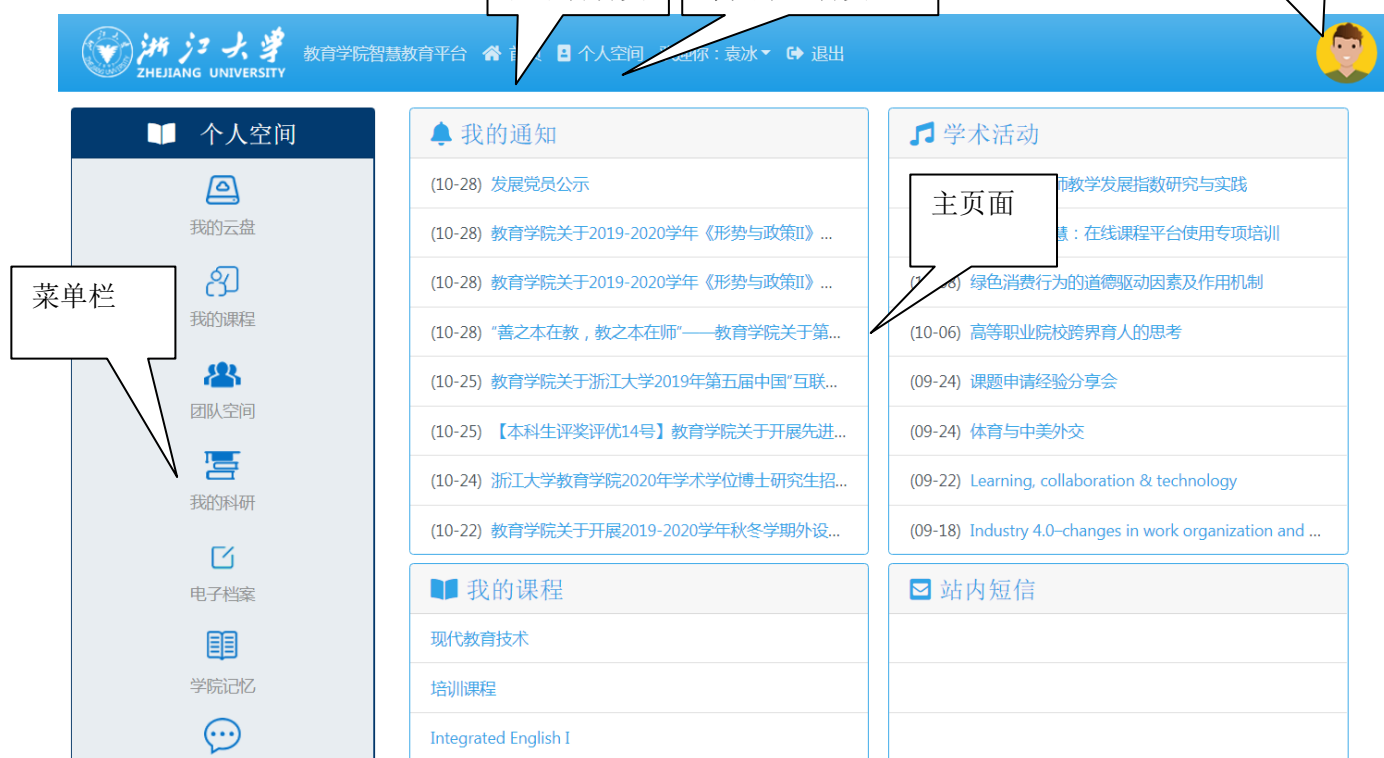 浙江大学
ZHEJIANG UNIVERSITY
教育学院智慧教育平台 首 个人空间 你：袁冰 退出
个人空间
我的云盘
我的课程
团队空间
我的科研
电子档案
学院记忆
菜单栏
我的通知
(10-28) 发展党员公示
(10-28) 教育学院关于2019-2020学年《形势与政策II》...
(10-28) 教育学院关于2019-2020学年《形势与政策II》...
(10-28) “善之本在教，教之本在师”——教育学院关于第...
(10-25) 教育学院关于浙江大学2019年第五届中国“互联...
(10-25) 【本科生评奖评优14号】教育学院关于开展先进...
(10-24) 浙江大学教育学院2020年学术学位博士研究生招...
(10-22) 教育学院关于开展2019-2020学年秋冬学期外设...
学术活动
师教学发展指数研究与实践
：在线课程平台使用专项培训
绿色消费行为的道德驱动因素及作用机制
(10-06) 高等职业院校跨界育人的思考
(09-24) 课题申请经验分享会
(09-24) 体育与中美外交
(09-22) Learning, collaboration & technology
(09-18) Industry 4.0–changes in work organization and ...
主页面
我的课程
现代教育技术
培训课程
Integrated English I
站内短信